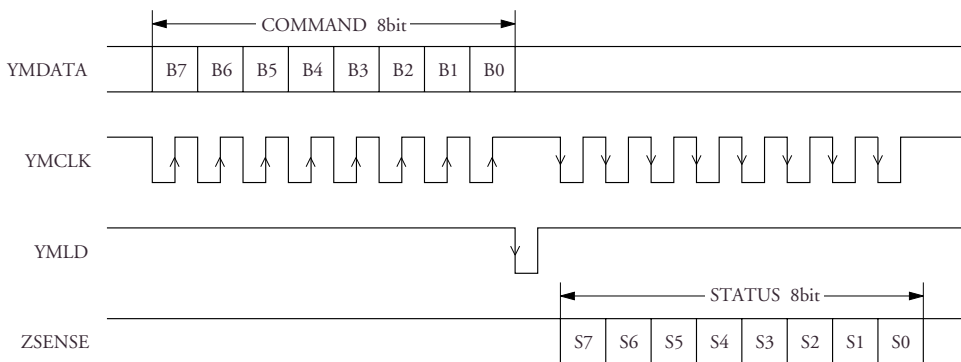 COMMAND 8bit
YMDATA B7 B6 B5 B4 B3 B2 B1 B0
YMCLK
YMLD
STATUS 8bit
ZSENSE S7 S6 S5 S4 S3 S2 S1 S0